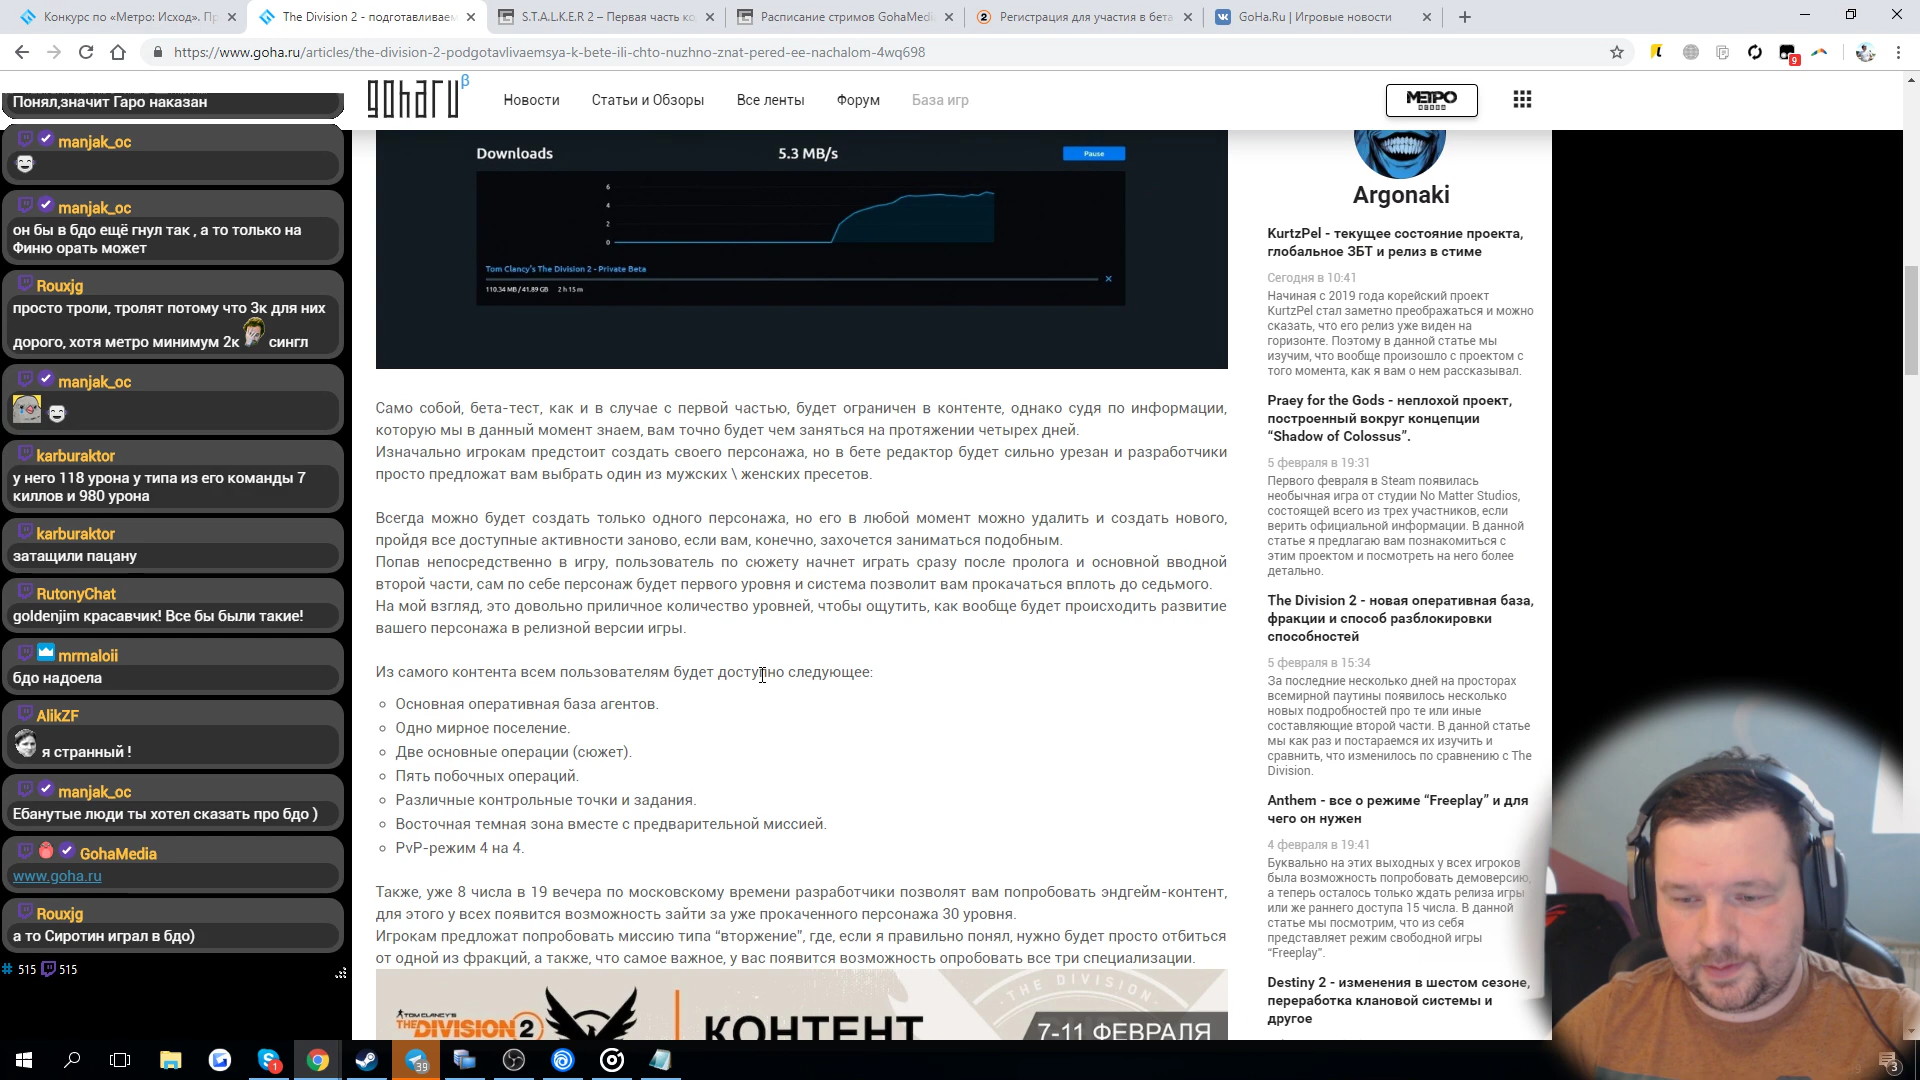 Конкурс по «Метро: Исход». Пр
The Division 2 - подготавливаем
S.T.A.L.K.E.R 2 – Первая часть ко
Расписание стримов GohaMedia
Регистрация для участия в бета
GoHa.Ru | Игровые новости
https://www.goha.ru/articles/the-division-2-podgotavlivaemsya-k-bete-ili-chto-nuzhno-znat-pered-ee-nachalom-4wq698
9
goharu β
Новости
Статьи и Обзоры
Все ленты
Форум
База игр
МЕТРО
Понял,значит Гаро наказан
manjak_oc
manjak_oc
он бы в бдо ещё гнул так , а то только на
Финю орать может
Rouxjg
просто троли, тролят потому что 3к для них
дорого, хотя метро минимум 2к сингл
manjak_oc
karburaktor
у него 118 урона у типа из его команды 7
киллов и 980 урона
karburaktor
затащили пацану
RutonyChat
goldenjim красавчик! Все бы были такие!
mrmaloii
бдо надоела
AlikZF
я странный !
manjak_oc
Ебанутые люди ты хотел сказать про бдо )
GohaMedia
www.goha.ru
Rouxjg
а то Сиротин играл в бдо)
# 515 515
Downloads
5.3 MB/s
Pause
6
4
2
0
Tom Clancy's The Division 2 - Private Beta
110.34 MB / 41.89 GB 2 h 15 m
Само собой, бета-тест, как и в случае с первой частью, будет ограничен в контенте, однако судя по информации,
которую мы в данный момент знаем, вам точно будет чем заняться на протяжении четырех дней.
Изначально игрокам предстоит создать своего персонажа, но в бете редактор будет сильно урезан и разработчики
просто предложат вам выбрать один из мужских \ женских пресетов.
Всегда можно будет создать только одного персонажа, но его в любой момент можно удалить и создать нового,
пройдя все доступные активности заново, если вам, конечно, захочется заниматься подобным.
Попав непосредственно в игру, пользователь по сюжету начнет играть сразу после пролога и основной вводной
второй части, сам по себе персонаж будет первого уровня и система позволит вам прокачаться вплоть до седьмого.
На мой взгляд, это довольно приличное количество уровней, чтобы ощутить, как вообще будет происходить развитие
вашего персонажа в релизной версии игры.
Из самого контента всем пользователям будет доступно следующее:
Основная оперативная база агентов.
Одно мирное поселение.
Две основные операции (сюжет).
Пять побочных операций.
Различные контрольные точки и задания.
Восточная темная зона вместе с предварительной миссией.
PvP-режим 4 на 4.
Также, уже 8 числа в 19 вечера по московскому времени разработчики позволят вам попробовать эндгейм-контент,
для этого у всех появится возможность зайти за уже прокаченного персонажа 30 уровня.
Игрокам предложат попробовать миссию типа “вторжение”, где, если я правильно понял, нужно будет просто отбиться
от одной из фракций, а также, что самое важное, у вас появится возможность опробовать все три специализации.
TOM CLANCY'S
THE DIVISION 2
КОНТЕНТ
THE DIVISION
7-11 ФЕВРАЛЯ
Argonaki
KurtzPel - текущее состояние проекта,
глобальное ЗБТ и релиз в стиме
Сегодня в 10:41
Начиная с 2019 года корейский проект
KurtzPel стал заметно преображаться и можно
сказать, что его релиз уже виден на
горизонте. Поэтому в данной статье мы
изучим, что вообще произошло с проектом с
того момента, как я вам о нем рассказывал.
Praey for the Gods - неплохой проект,
построенный вокруг концепции
“Shadow of Colossus”.
5 февраля в 19:31
Первого февраля в Steam появилась
необычная игра от студии No Matter Studios,
состоящей всего из трех участников, если
верить официальной информации. В данной
статье я предлагаю вам познакомиться с
этим проектом и посмотреть на него более
детально.
The Division 2 - новая оперативная база,
фракции и способ разблокировки
способностей
5 февраля в 15:34
За последние несколько дней на просторах
всемирной паутины появилось несколько
новых подробностей про те или иные
составляющие второй части. В данной статье
мы как раз и постараемся их изучить и
сравнить, что изменилось по сравнению с The
Division.
Anthem - все о режиме “Freeplay” и для
чего он нужен
4 февраля в 19:41
Буквально на этих выходных у всех игроков
была возможность попробовать демоверсию,
а теперь осталось только ждать релиза игры
или же раннего доступа 15 числа. В данной
статье мы посмотрим, что из себя
представляет режим свободной игры
“Freeplay”.
Destiny 2 - изменения в шестом сезоне,
переработка клановой системы и
другое
1
39
3